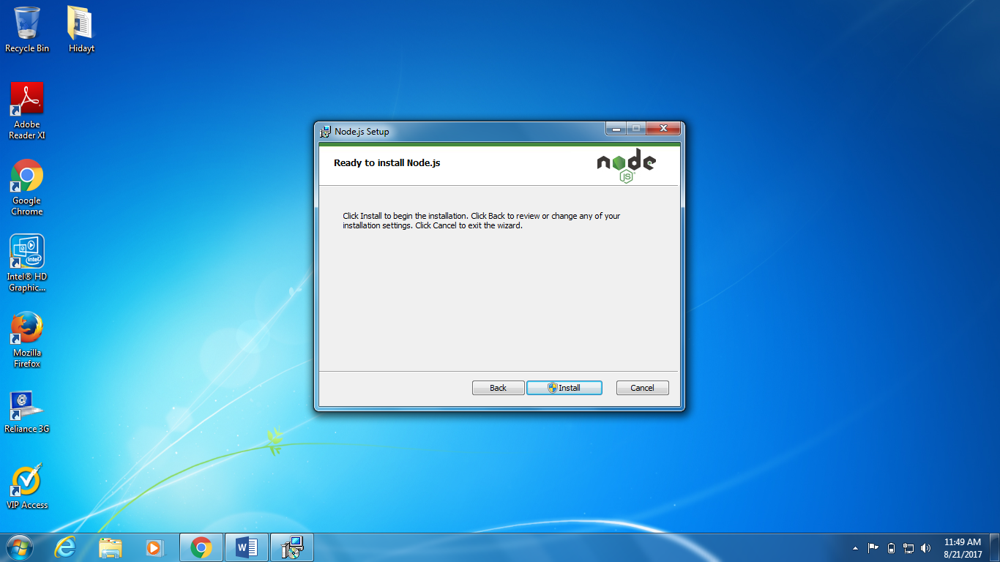 Recycle Bin
Hidayt
Adobe
Reader XI
Google
Chrome
Intel® HD
Graphic...
Mozilla
Firefox
Reliance 3G
VIP Access
Node.js Setup
Ready to install Node.js
node
JS
Click Install to begin the installation. Click Back to review or change any of your
installation settings. Click Cancel to exit the wizard.
Back
Install
Cancel
11:49 AM
8/21/2017